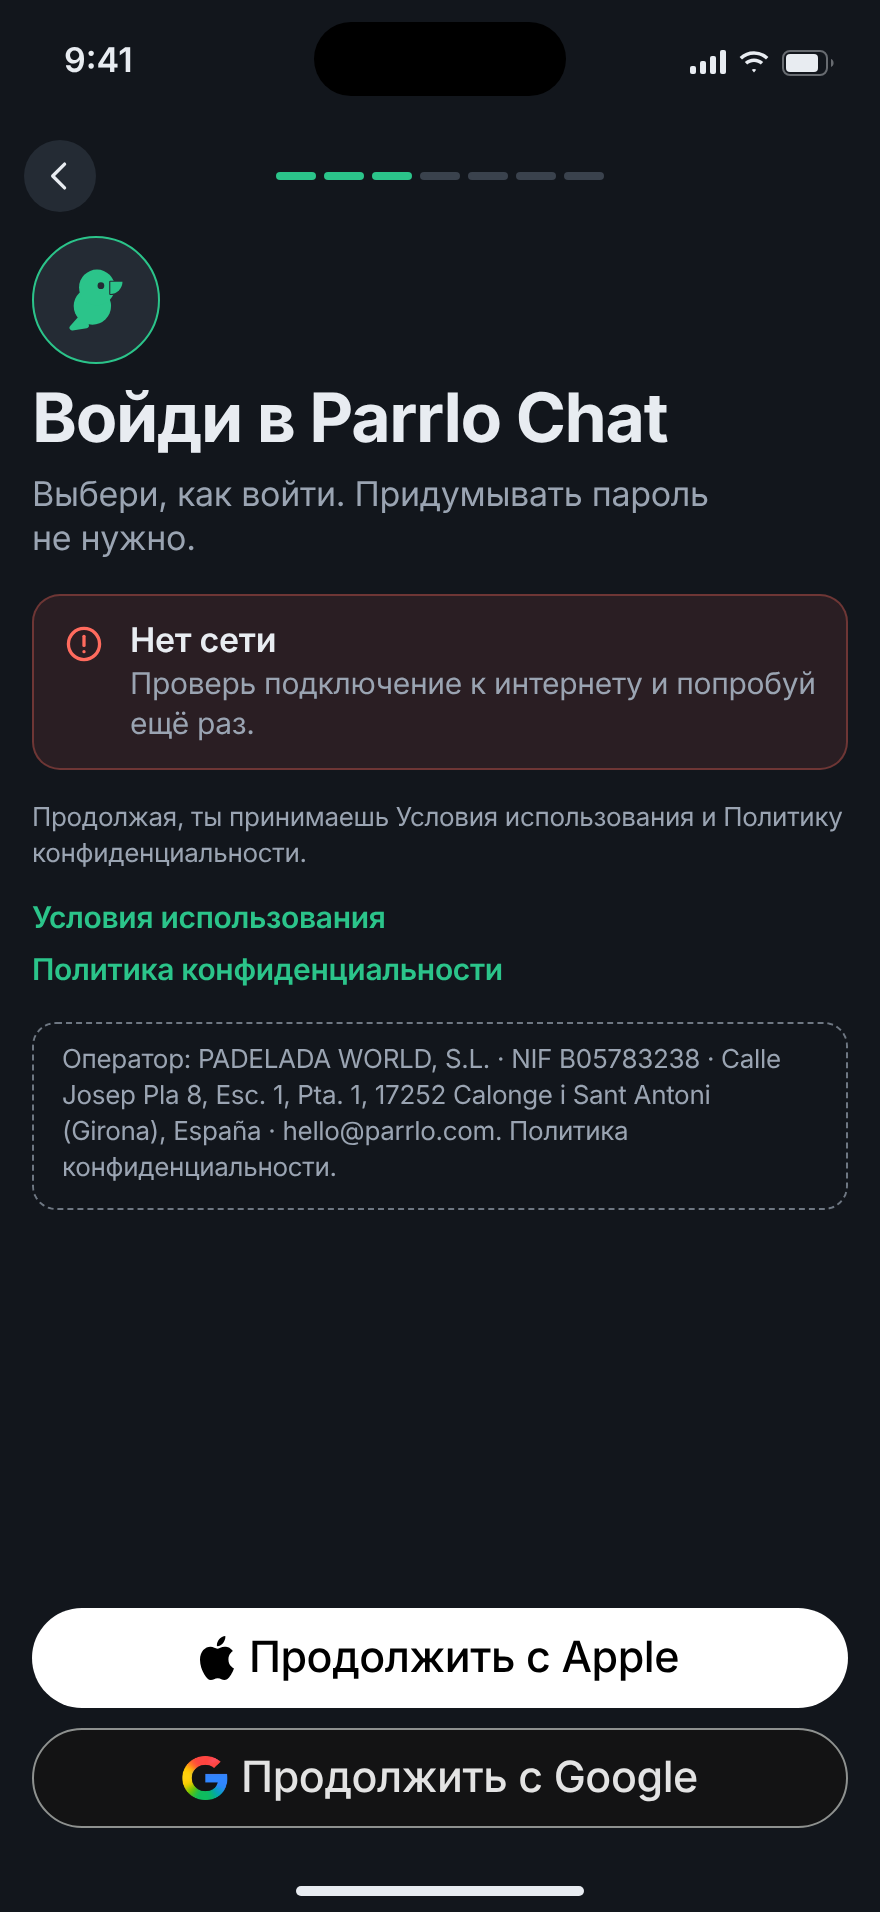 9:41
Войди в Parrlo Chat
Выбери, как войти. Придумывать пароль
не нужно.
Нет сети
Проверь подключение к интернету и попробуй
ещё раз.
Продолжая, ты принимаешь Условия использования и Политику
конфиденциальности.
Условия использования
Политика конфиденциальности
Оператор: PADELADA WORLD, S.L. · NIF B05783238 · Calle
Josep Pla 8, Esc. 1, Pta. 1, 17252 Calonge i Sant Antoni
(Girona), España · hello@parrlo.com. Политика
конфиденциальности.
Продолжить с Apple
Продолжить с Google